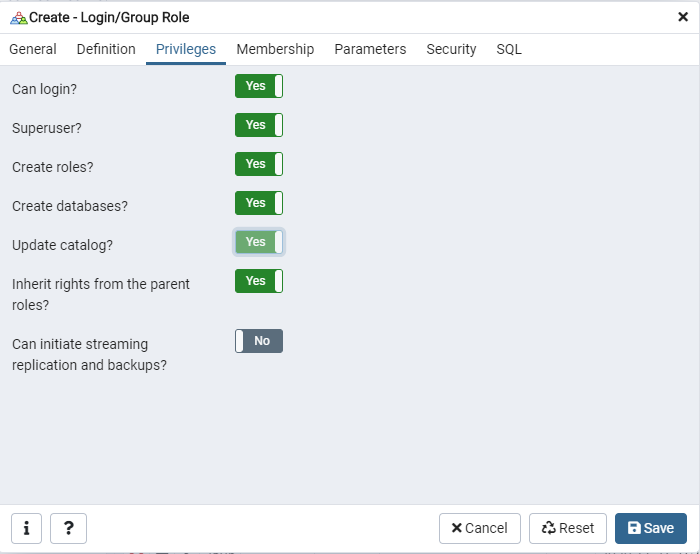 Create - Login/Group Role
General Definition Privileges Membership Parameters Security SQL
Can login? Yes
Superuser? Yes
Create roles? Yes
Create databases? Yes
Update catalog? Yes
Inherit rights from the parent Yes
roles?
Can initiate streaming No
replication and backups?
i ? Cancel Reset Save